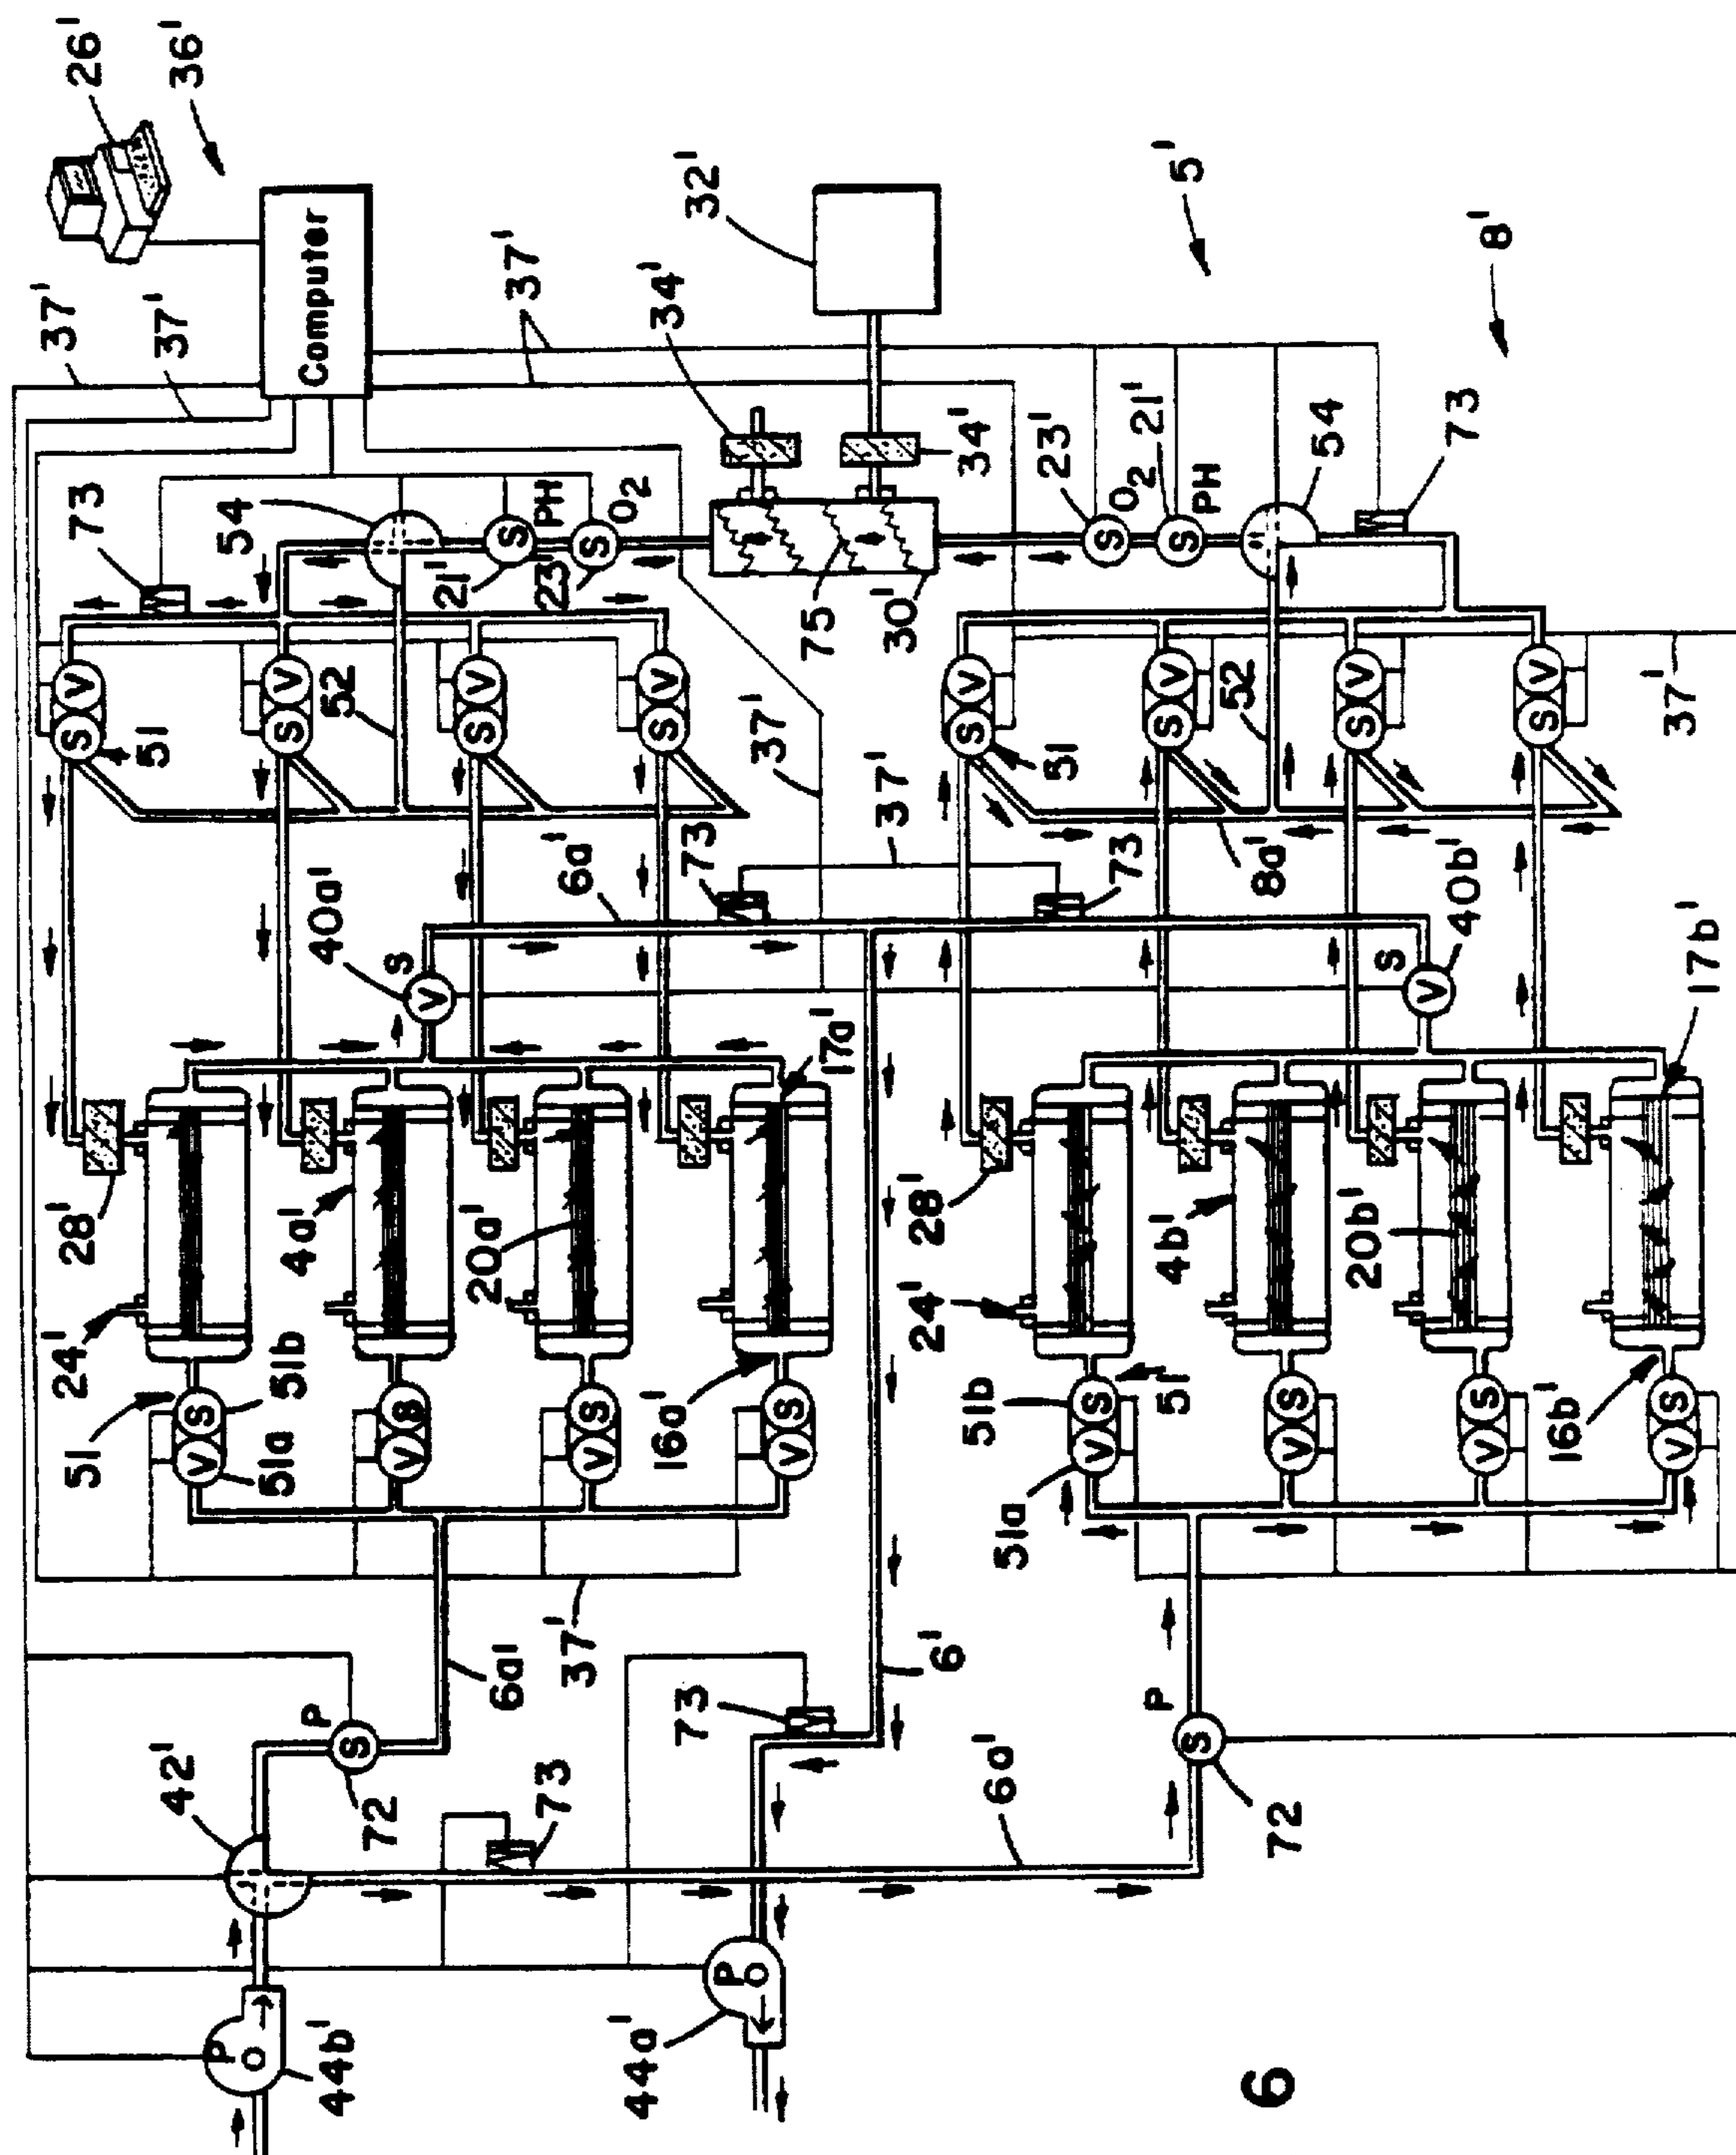 26'
36'
Computer
37'
37'
37'
32'
34'
34'
5'
8'
73
54
PH
O2
S
S
21'
23'
75
30'
23'
O2
S
21'
PH
S
54
73
V
S
51
V
S
52
V
S
V
S
37'
V
S
51
V
S
52
V
S
V
S
37'
37'
8a'
73
6a'
73
40a'
S
V
40b'
S
V
17b'
17a'
28'
4a'
20a'
24'
28'
4b'
20b'
24'
51
S
V
51b
51a
S
V
S
V
S
V
16a'
51b
S
V
51
51a
S
V
S
V
S
V
16b'
37'
6a'
6'
P
S
72
42'
73
73
6a'
P
S
72
P
O
44b'
P
O
44a'
6